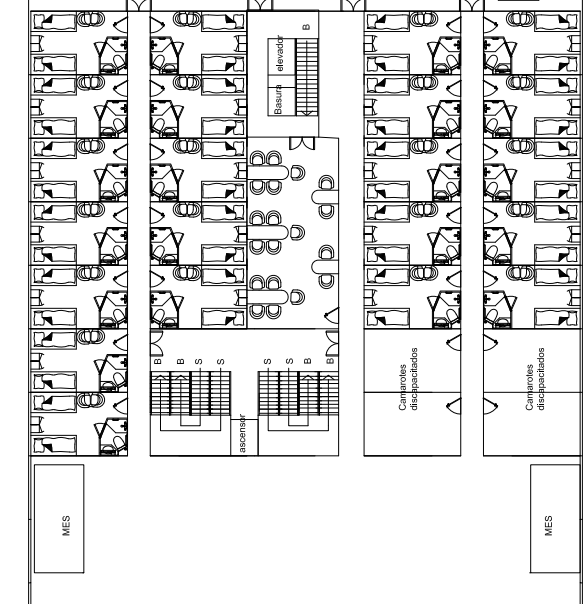 B
elevador
Basura
B
B
S
S
S
S
B
B
ascensor
Camarotes
discapacitados
Camarotes
discapacitados
MES
MES